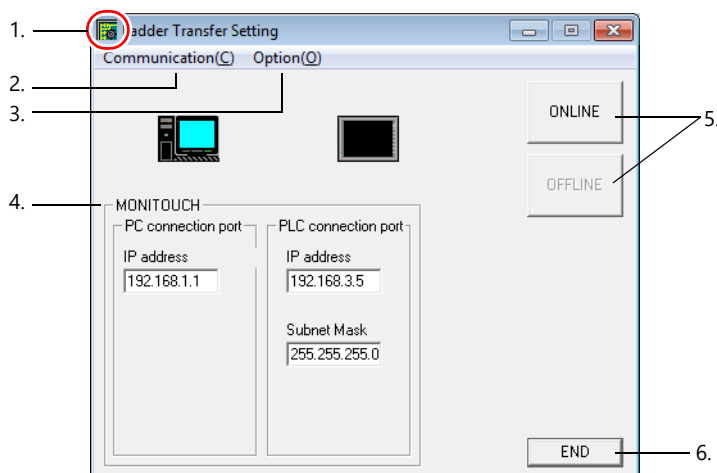 1.
adder Transfer Setting
Communication(C) Option(O)
2.
3.
ONLINE
5.
OFFLINE
4.
MONITOUCH
PC connection port
PLC connection port
IP address
192.168.1.1
IP address
192.168.3.5
Subnet Mask
255.255.255.0
END
6.